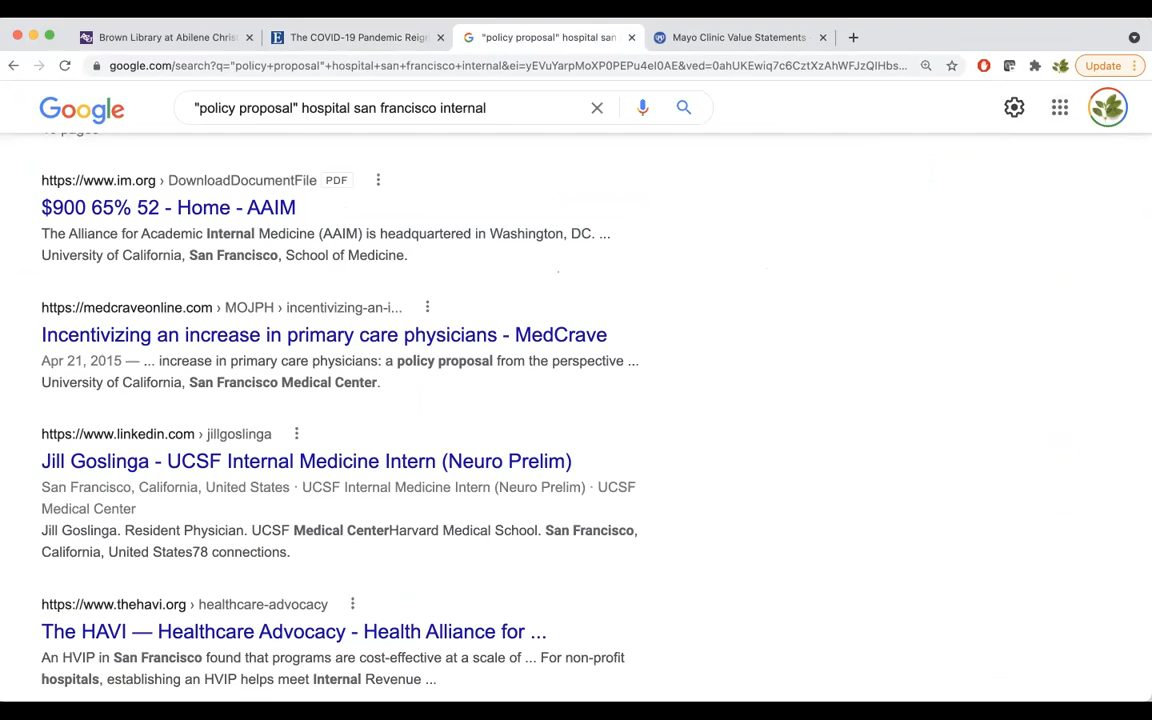 Brown Library at Abilene Christ
The COVID-19 Pandemic Reig
"policy proposal" hospital san
Mayo Clinic Value Statements
google.com/search?q="policy+proposal"+hospital+san+francisco+internal&ei=yEVuYarpMoXP0PEPu4eI0AE&ved=0ahUKEwiq7c6CztXzAhWFJzQIHbs...
Update
Google
"policy proposal" hospital san francisco internal
https://www.im.org › DownloadDocumentFile PDF
$900 65% 52 - Home - AAIM
The Alliance for Academic Internal Medicine (AAIM) is headquartered in Washington, DC. ...
University of California, San Francisco, School of Medicine.
https://medcraveonline.com › MOJPH › incentivizing-an-i...
Incentivizing an increase in primary care physicians - MedCrave
Apr 21, 2015 — ... increase in primary care physicians: a policy proposal from the perspective ...
University of California, San Francisco Medical Center.
https://www.linkedin.com › jillgoslinga
Jill Goslinga - UCSF Internal Medicine Intern (Neuro Prelim)
San Francisco, California, United States · UCSF Internal Medicine Intern (Neuro Prelim) · UCSF
Medical Center
Jill Goslinga. Resident Physician. UCSF Medical CenterHarvard Medical School. San Francisco,
California, United States78 connections.
https://www.thehavi.org › healthcare-advocacy
The HAVI — Healthcare Advocacy - Health Alliance for ...
An HVIP in San Francisco found that programs are cost-effective at a scale of ... For non-profit
hospitals, establishing an HVIP helps meet Internal Revenue ...